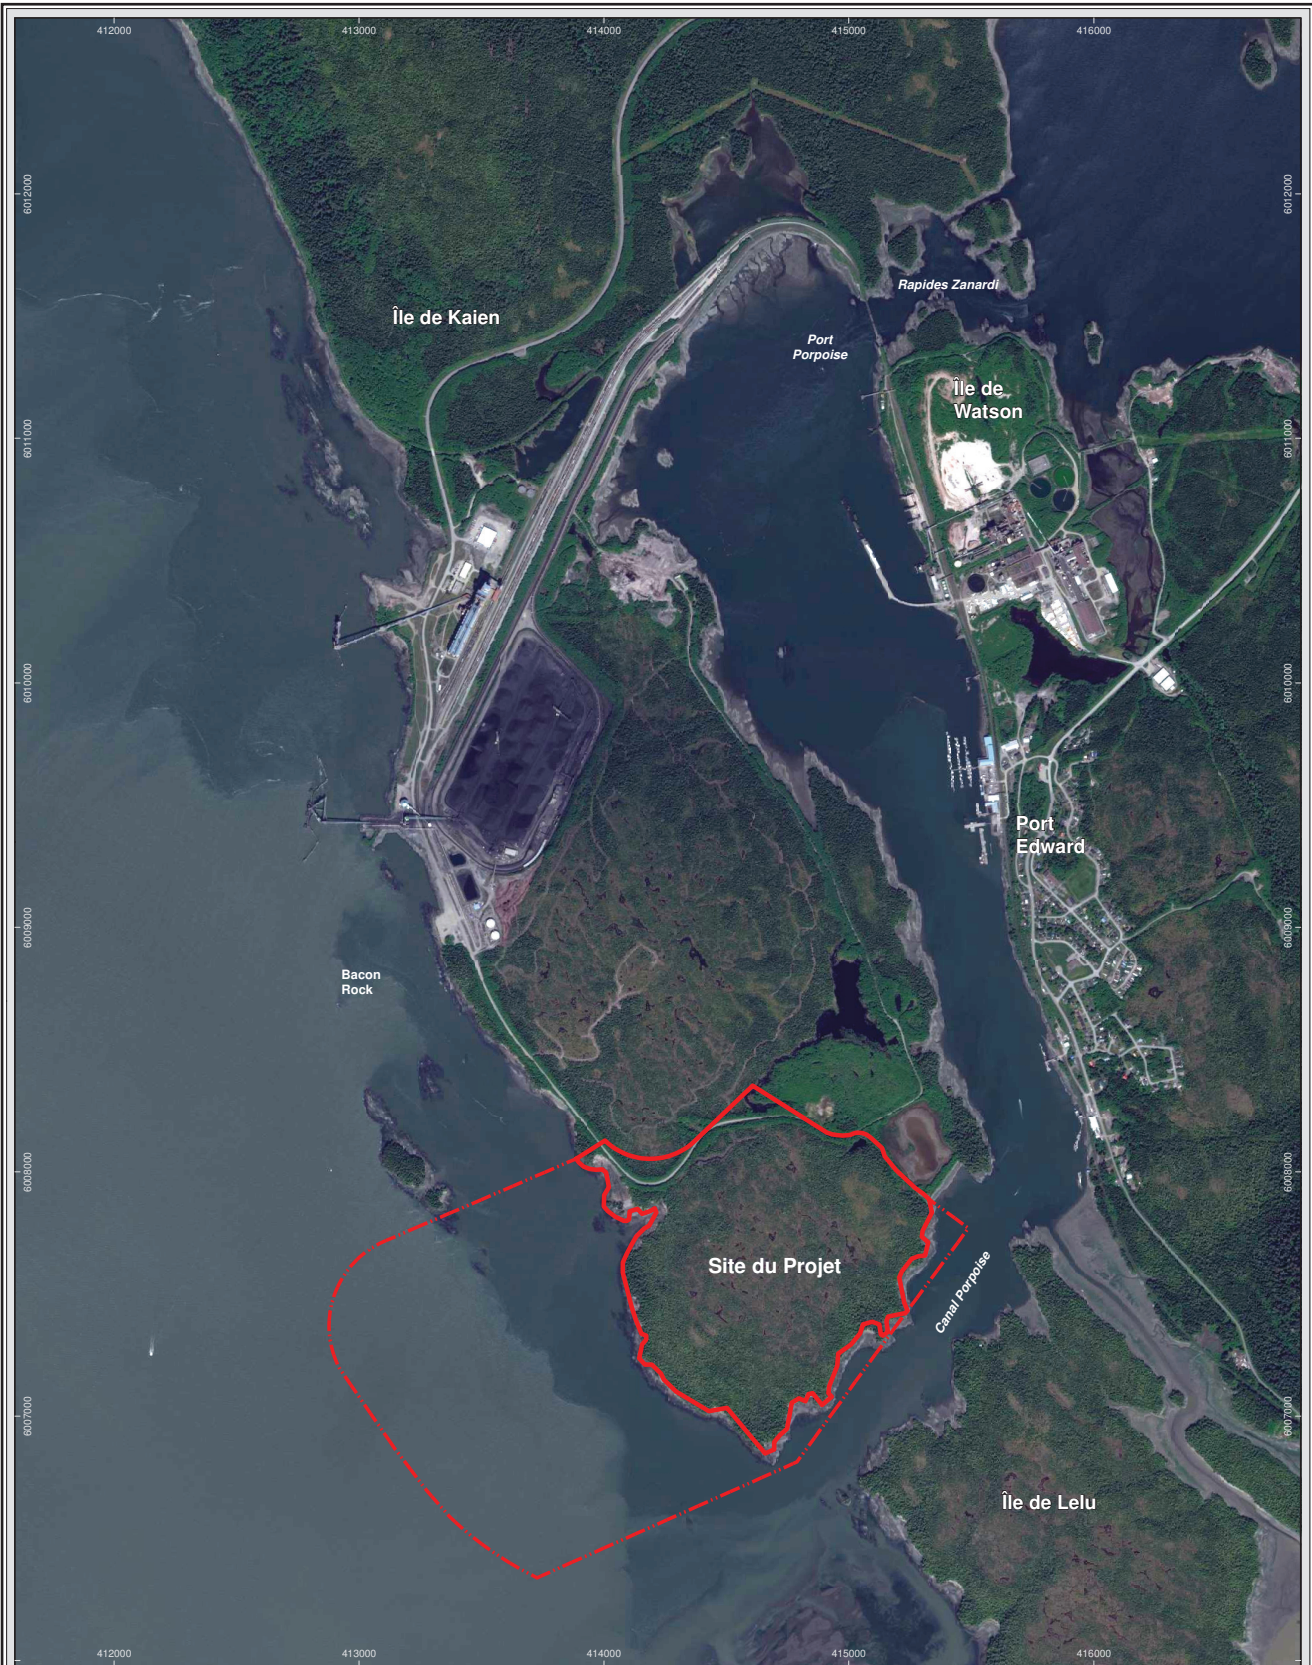 412000
413000
414000
415000
416000
6012000
6012000
Rapides Zanardi
Île de Kaien
Port
Porpoise
Île de
Watson
6011000
6011000
6010000
6010000
Port
Edward
6009000
6009000
Bacon
Rock
6008000
6008000
Site du Projet
Canal Porpoise
6007000
6007000
Île de Lelu
412000
413000
414000
415000
416000